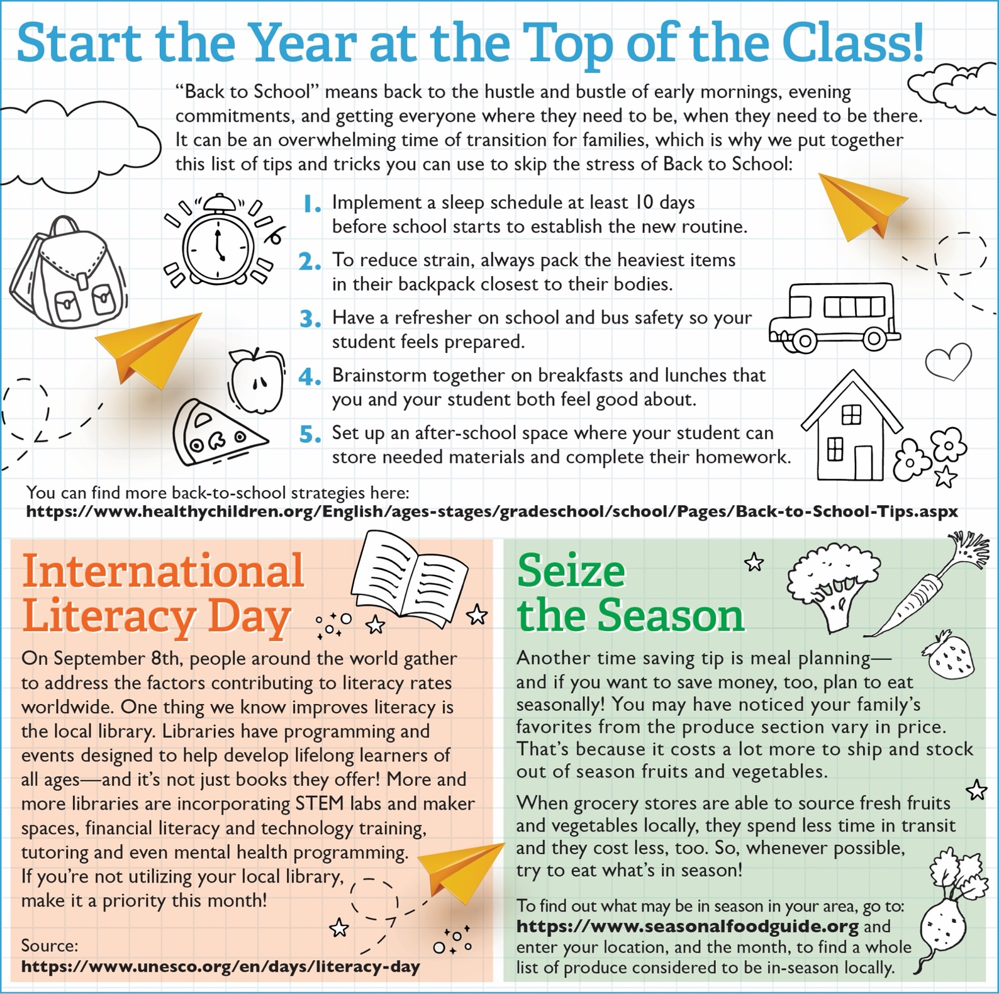 Start the Year at the Top of the Class!
“Back to School” means back to the hustle and bustle of early mornings, evening
commitments, and getting everyone where they need to be, when they need to be there.
It can be an overwhelming time of transition for families, which is why we put together
this list of tips and tricks you can use to skip the stress of Back to School:
1. Implement a sleep schedule at least 10 days
before school starts to establish the new routine.
2. To reduce strain, always pack the heaviest items
in their backpack closest to their bodies.
3. Have a refresher on school and bus safety so your
student feels prepared.
4. Brainstorm together on breakfasts and lunches that
you and your student both feel good about.
5. Set up an after-school space where your student can
store needed materials and complete their homework.
You can find more back-to-school strategies here:
https://www.healthychildren.org/English/ages-stages/gradeschool/school/Pages/Back-to-School-Tips.aspx
International
Literacy Day
On September 8th, people around the world gather
to address the factors contributing to literacy rates
worldwide. One thing we know improves literacy is
the local library. Libraries have programming and
events designed to help develop lifelong learners of
all ages—and it’s not just books they offer! More and
more libraries are incorporating STEM labs and maker
spaces, financial literacy and technology training,
tutoring and even mental health programming.
If you’re not utilizing your local library,
make it a priority this month!
Source:
https://www.unesco.org/en/days/literacy-day
Seize
the Season
Another time saving tip is meal planning—
and if you want to save money, too, plan to eat
seasonally! You may have noticed your family’s
favorites from the produce section vary in price.
That’s because it costs a lot more to ship and stock
out of season fruits and vegetables.
When grocery stores are able to source fresh fruits
and vegetables locally, they spend less time in transit
and they cost less, too. So, whenever possible,
try to eat what’s in season!
To find out what may be in season in your area, go to:
https://www.seasonalfoodguide.org and
enter your location, and the month, to find a whole
list of produce considered to be in-season locally.